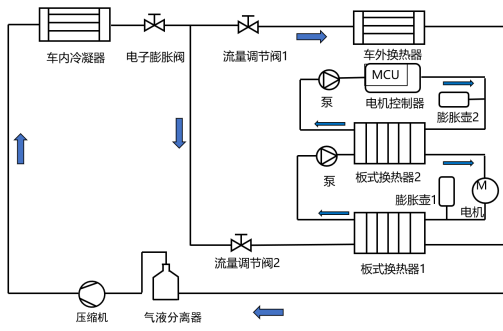 车内冷凝器
电子膨胀阀
流量调节阀1
车外换热器
MCU
泵
电机控制器
膨胀壶2
泵
板式换热器2
M
膨胀壶1
电机
流量调节阀2
板式换热器1
压缩机
气液分离器